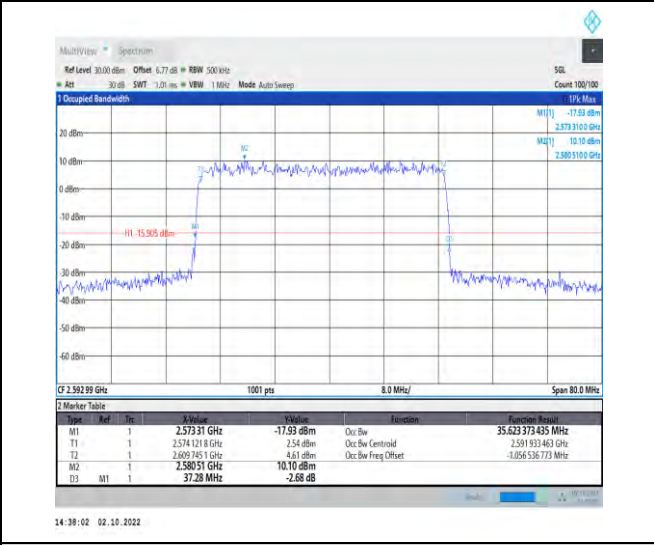 MultiView Spectrum
Ref Level 30.00 dBm Offset 6.77 dB RBW 500 kHz SGL
Att 30 dB SWT 1.01 ms VBW 1 MHz Mode Auto Sweep Count 100/100
1 Occupied Bandwidth 1Pk Max
M1[1] -17.93 dBm
2.573 3100 GHz
20 dBm
M2[1] 10.10 dBm
2.580 5100 GHz
M2
10 dBm
T1
0 dBm
-10 dBm
H1 -15.905 dBm
-20 dBm
-30 dBm
-40 dBm
-50 dBm
-60 dBm
CF 2.592 99 GHz 1001 pts 8.0 MHz/ Span 80.0 MHz
2 Marker Table
Type Ref Trc X-Value Y-Value Function Function Result
M1 1 2.573 31 GHz -17.93 dBm Occ Bw 35.623 373 435 MHz
T1 1 2.574 121 8 GHz 2.54 dBm Occ Bw Centroid 2.591 933 463 GHz
T2 1 2.609 745 1 GHz 4.61 dBm Occ Bw Freq Offset -1.056 536 773 MHz
M2 1 2.580 51 GHz 10.10 dBm
D3 M1 1 37.28 MHz -2.68 dB
14:38:02 02.10.2022